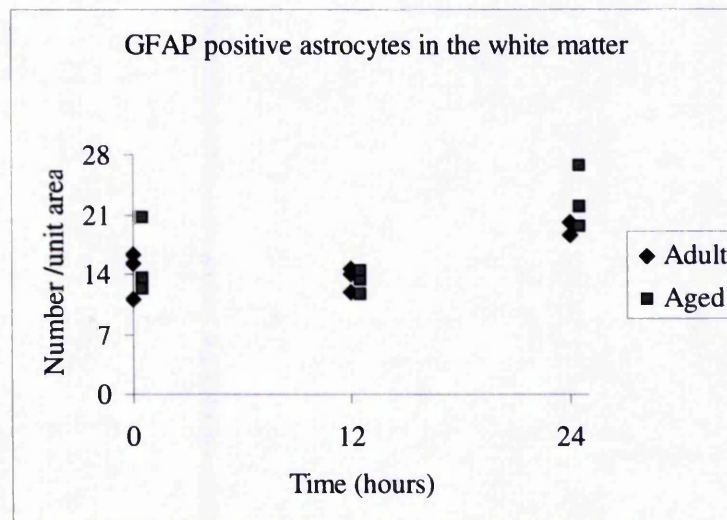 GFAP positive astrocytes in the white matter
Number /unit area
28
21
14
7
0
0 12 24
Time (hours)
Adult
Aged